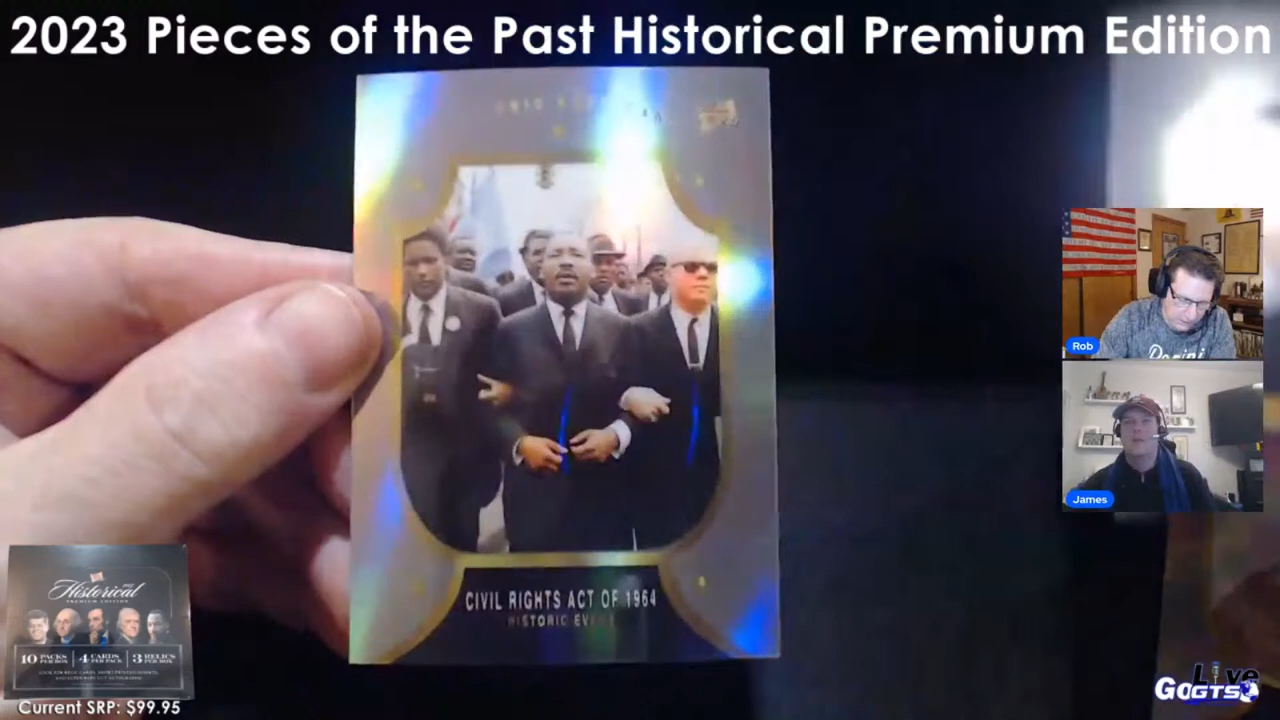 2023 Pieces of the Past Historical Premium Edition
CIVIL RIGHTS ACT OF 1964
HISTORIC EVENT
Rob
James
Historical
PREMIUM EDITION
10 PACKS PER BOX
4 CARDS PER PACK
3 RELICS PER BOX
Current SRP: $99.95
Live
GoGTS